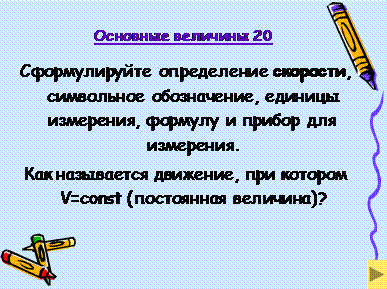 Основные величины 20
Сформулируйте определение скорости,
символьное обозначение, единицы
измерения, формулу и прибор для
измерения.
Как называется движение, при котором
V=const (постоянная величина)?